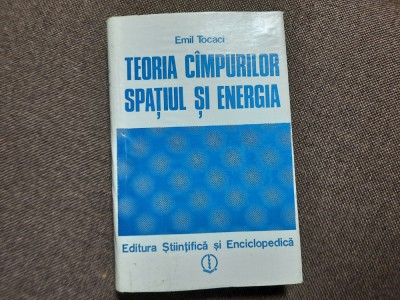 Emil Tocaci
TEORIA CÎMPURILOR
SPAȚIUL ȘI ENERGIA
Editura Științifică și Enciclopedică